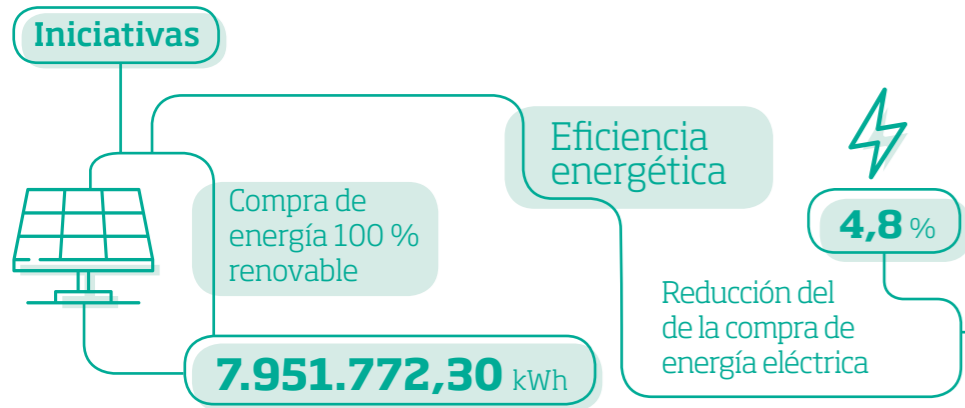 Iniciativas
Compra de
energía 100 %
renovable
7.951.772,30 kWh
Eficiencia
energética
4,8 %
Reducción del
de la compra de
energía eléctrica